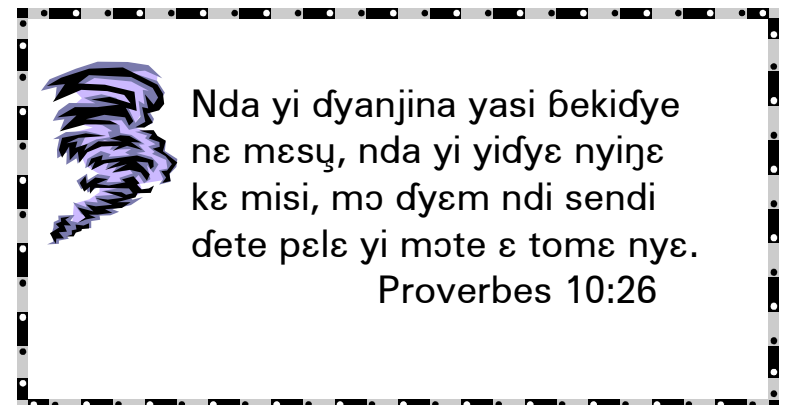 Nda yi ɗyanjina yasi ɓekiɗye
nɛ mɛsų, nda yi yiɗyɛ nyiŋɛ
kɛ misi, mɔ ɗyɛm ndi sendi
ɗete pɛlɛ yi mɔte ɛ tomɛ nyɛ.
Proverbes 10:26